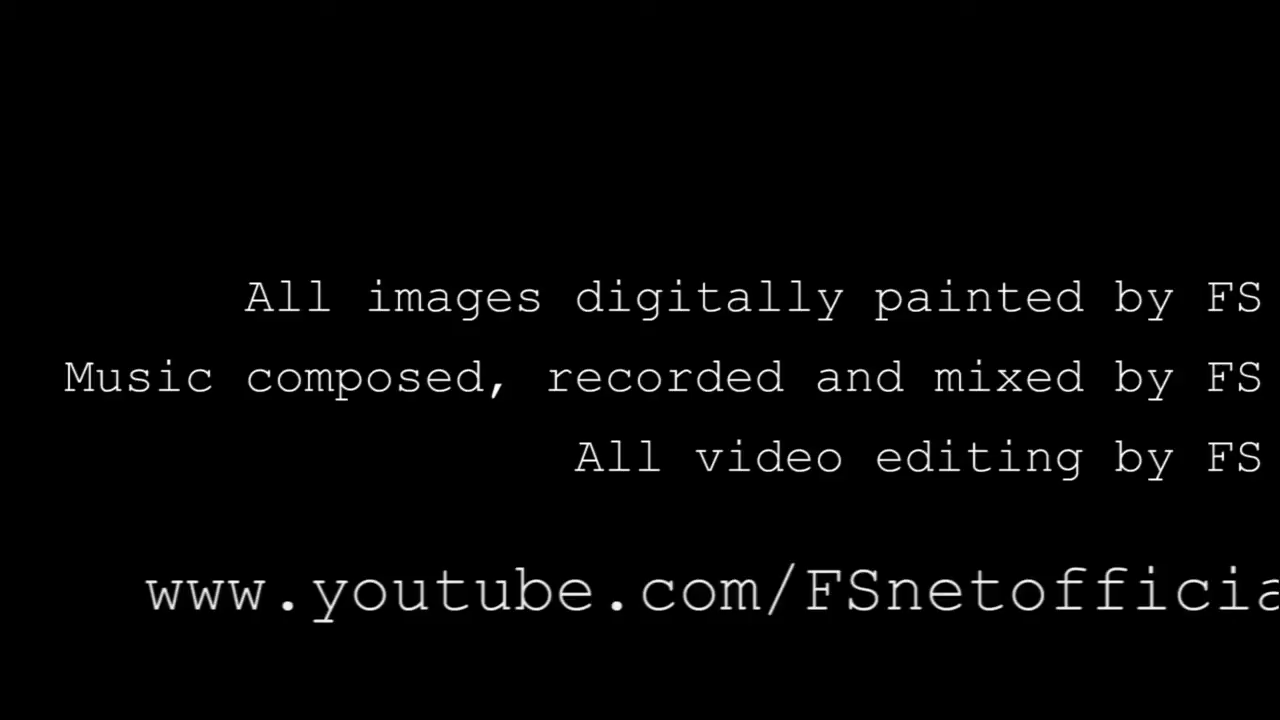 All images digitally painted by FS
Music composed, recorded and mixed by FS
All video editing by FS
www.youtube.com/FSnetofficia